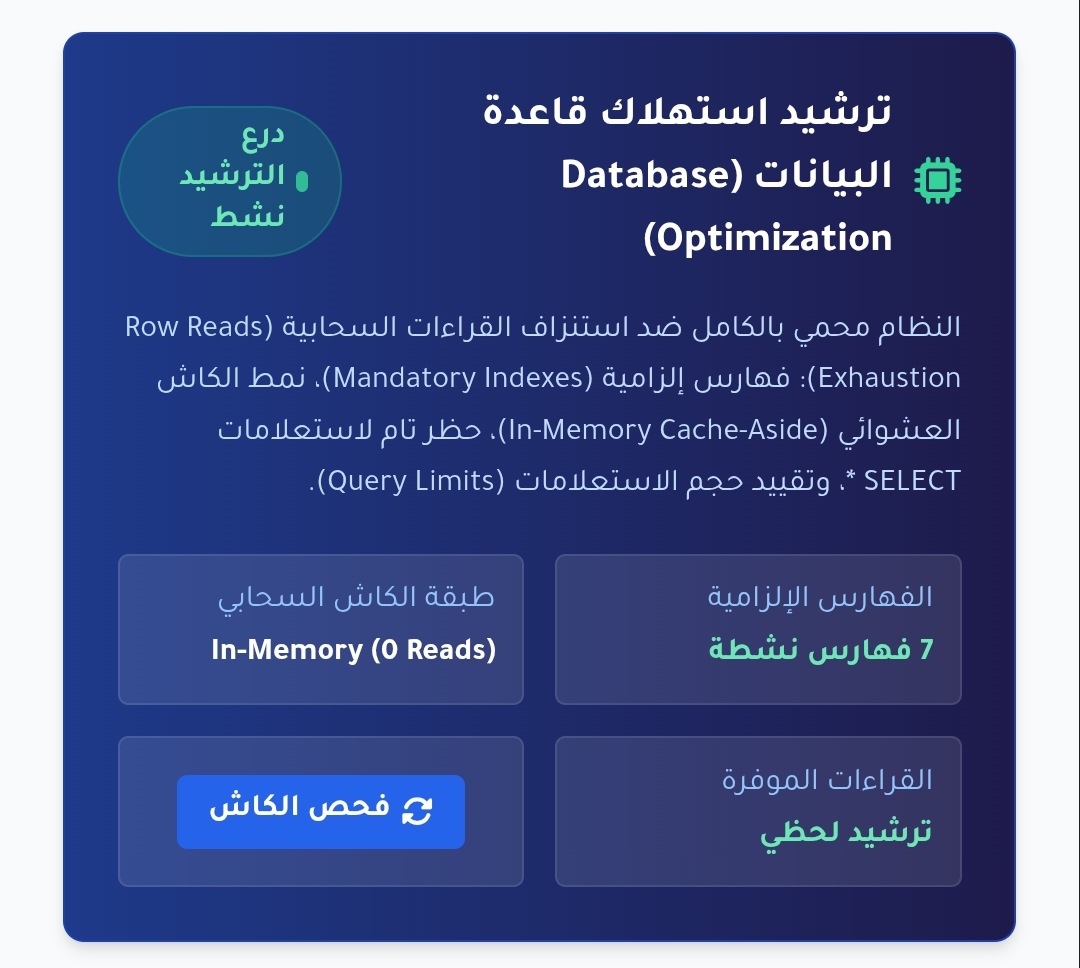 ترشيد استهلاك قاعدة
البيانات (Database
Optimization)
درع
الترشيد
نشط
النظام محمي بالكامل ضد استنزاف القراءات السحابية (Row Reads
Exhaustion): فهارس إلزامية (Mandatory Indexes)، نمط الكاش
العشوائي (In-Memory Cache-Aside)، حظر تام لاستعلامات
SELECT *، وتقييد حجم الاستعلامات (Query Limits).
الفهارس الإلزامية
7 فهارس نشطة
طبقة الكاش السحابي
In-Memory (0 Reads)
القراءات الموفرة
ترشيد لحظي
فحص الكاش